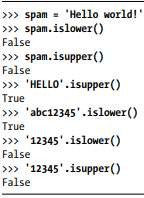 >>> spam = 'Hello world!'
>>> spam.islower()
False
>>> spam.isupper()
False
>>> 'HELLO'.isupper()
True
>>> 'abc12345'.islower()
True
>>> '12345'.islower()
False
>>> '12345'.isupper()
False